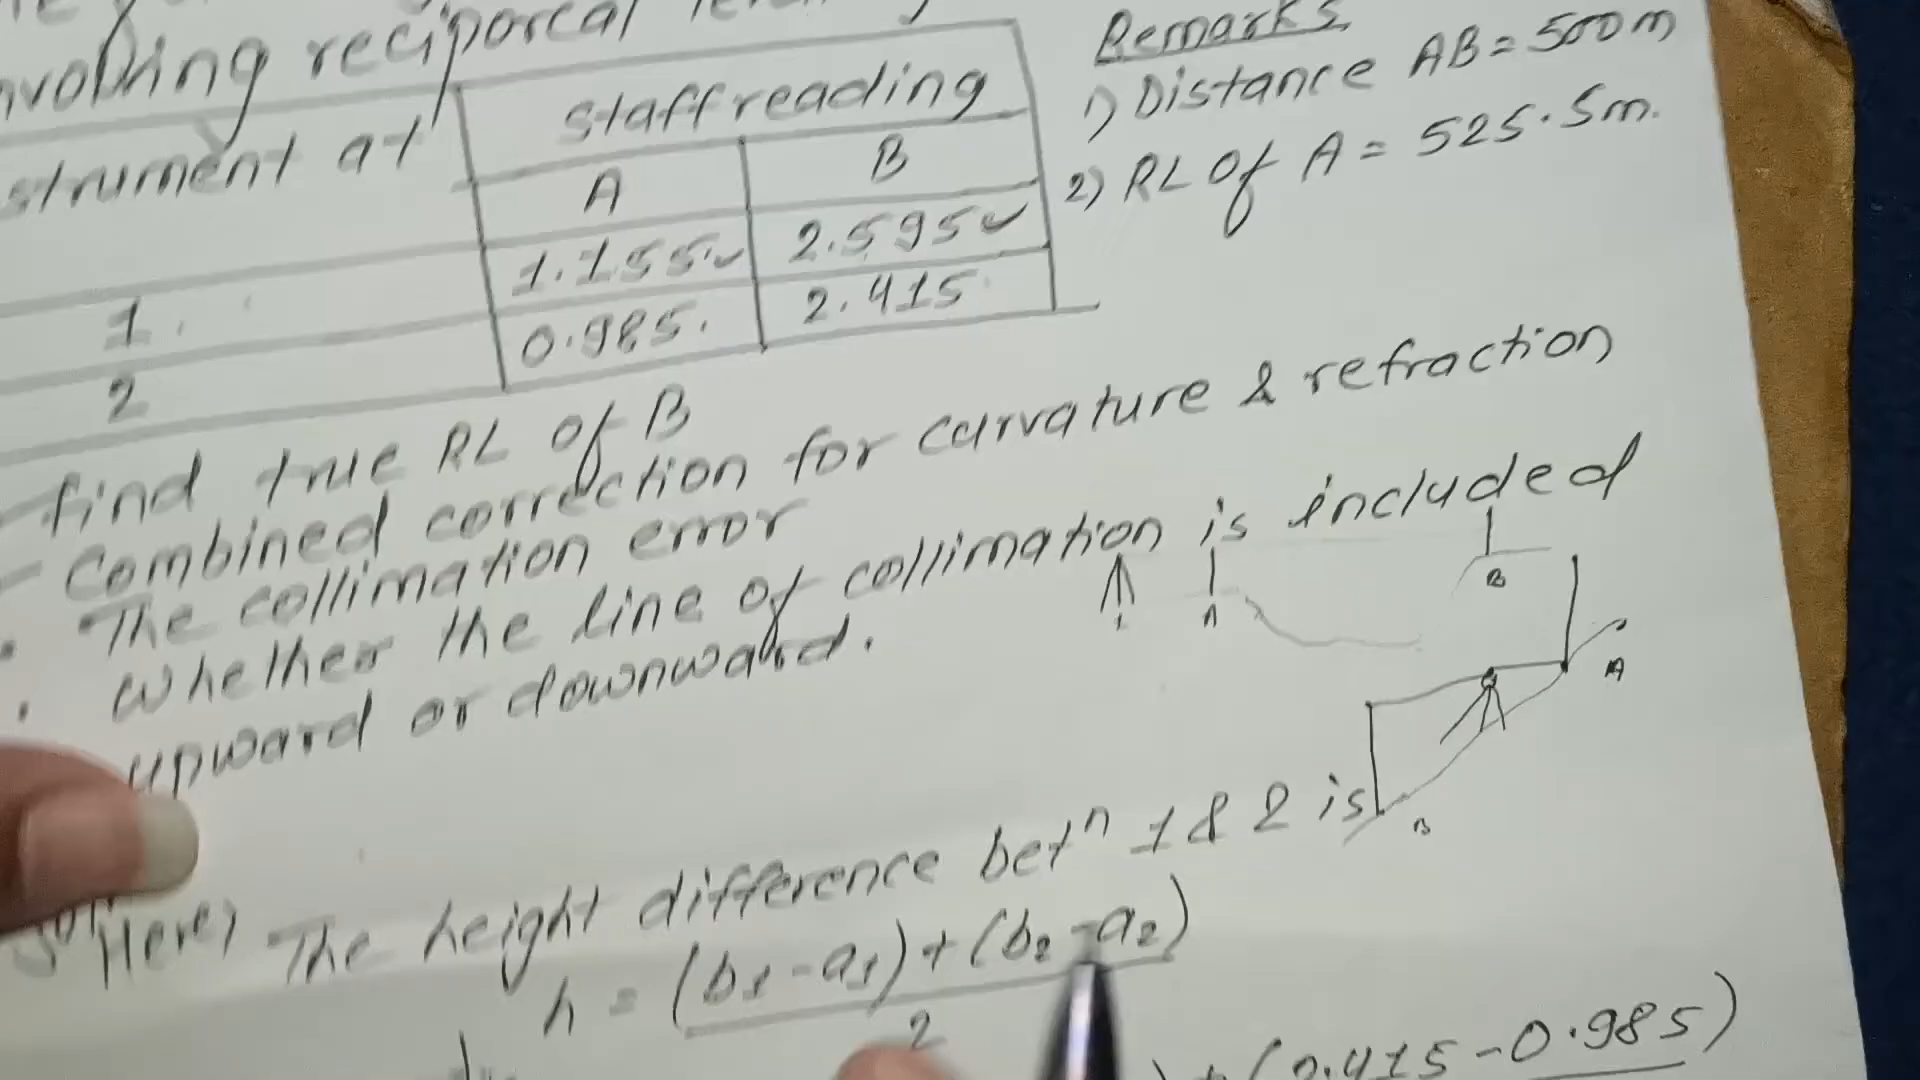 involving reciporcal
strument at
Staff reading
A
B
1
1.155
2.595
2
0.985
2.415
Remarks
1) Distance AB = 500m
2) RL Of A = 525.5m.
find true RL of B
Combined correction for curvature & refraction
The collimation error
Whether the line of collimation is included
upward or downward.
1
A
B
A
B
Here, The height difference betn 1 & 2 is
h = (b1-a1)+(b2-a2)
2
+ (2.415-0.985)